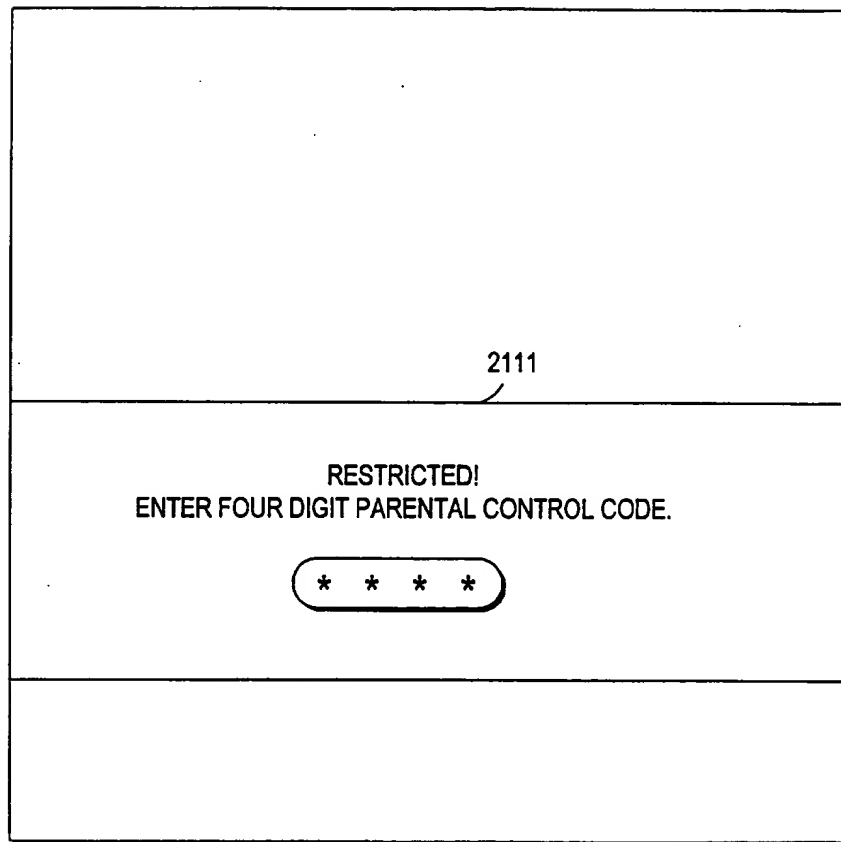 2111
RESTRICTED!
ENTER FOUR DIGIT PARENTAL CONTROL CODE.
* * * *